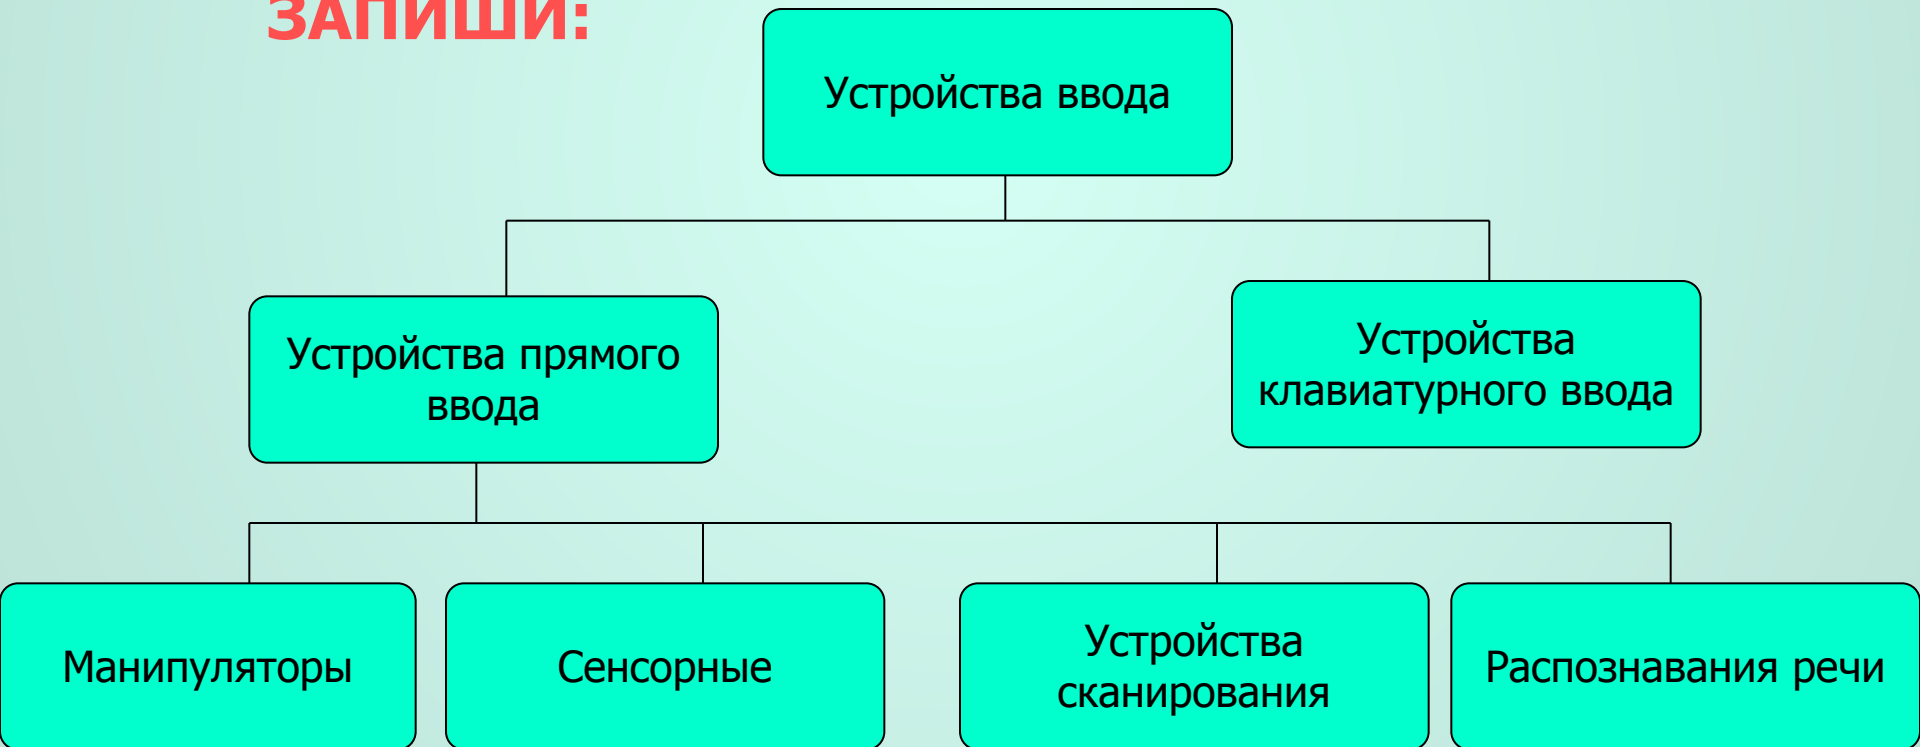 ЗАПИШИ:
Устройства ввода
Устройства прямого
ввода
Устройства
клавиатурного ввода
Манипуляторы
Сенсорные
Устройства
сканирования
Распознавания речи